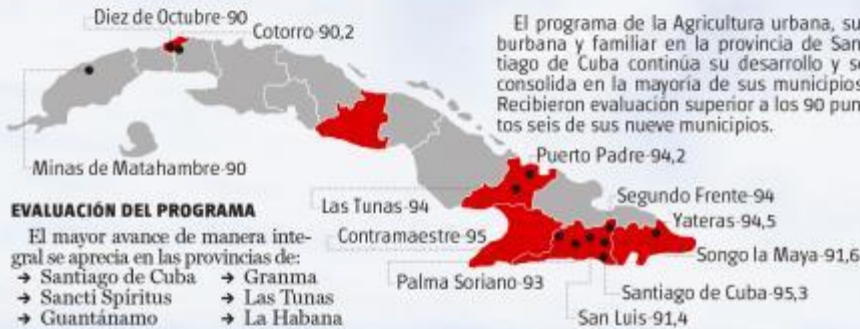 Diez de Octubre-90
Cotorro-90,2
El programa de la Agricultura urbana, su-
burbana y familiar en la provincia de San-
tiago de Cuba continúa su desarrollo y se
consolida en la mayoría de sus municipios.
Recibieron evaluación superior a los 90 pun-
tos seis de sus nueve municipios.
Minas de Matahambre-90
Puerto Padre-94,2
Las Tunas-94
Segundo Frente-94
Yateras-94,5
Contramaestre-95
Songo la Maya-91,6
Palma Soriano-93
Santiago de Cuba-95,3
San Luis-91,4
EVALUACIÓN DEL PROGRAMA
El mayor avance de manera inte-
gral se aprecia en las provincias de:
→ Santiago de Cuba → Granma
→ Sancti Spíritus → Las Tunas
→ Guantánamo → La Habana